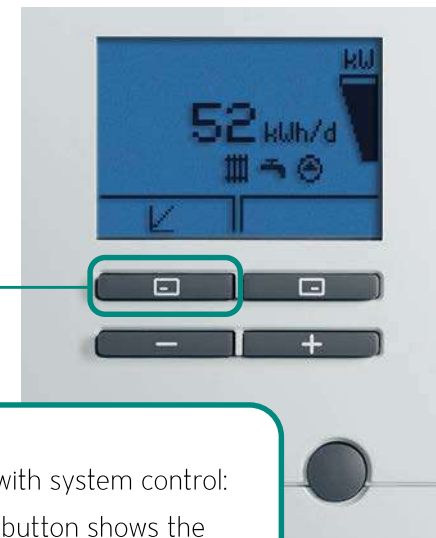 kW
52 kWh/d
− +
with system control:
button shows the